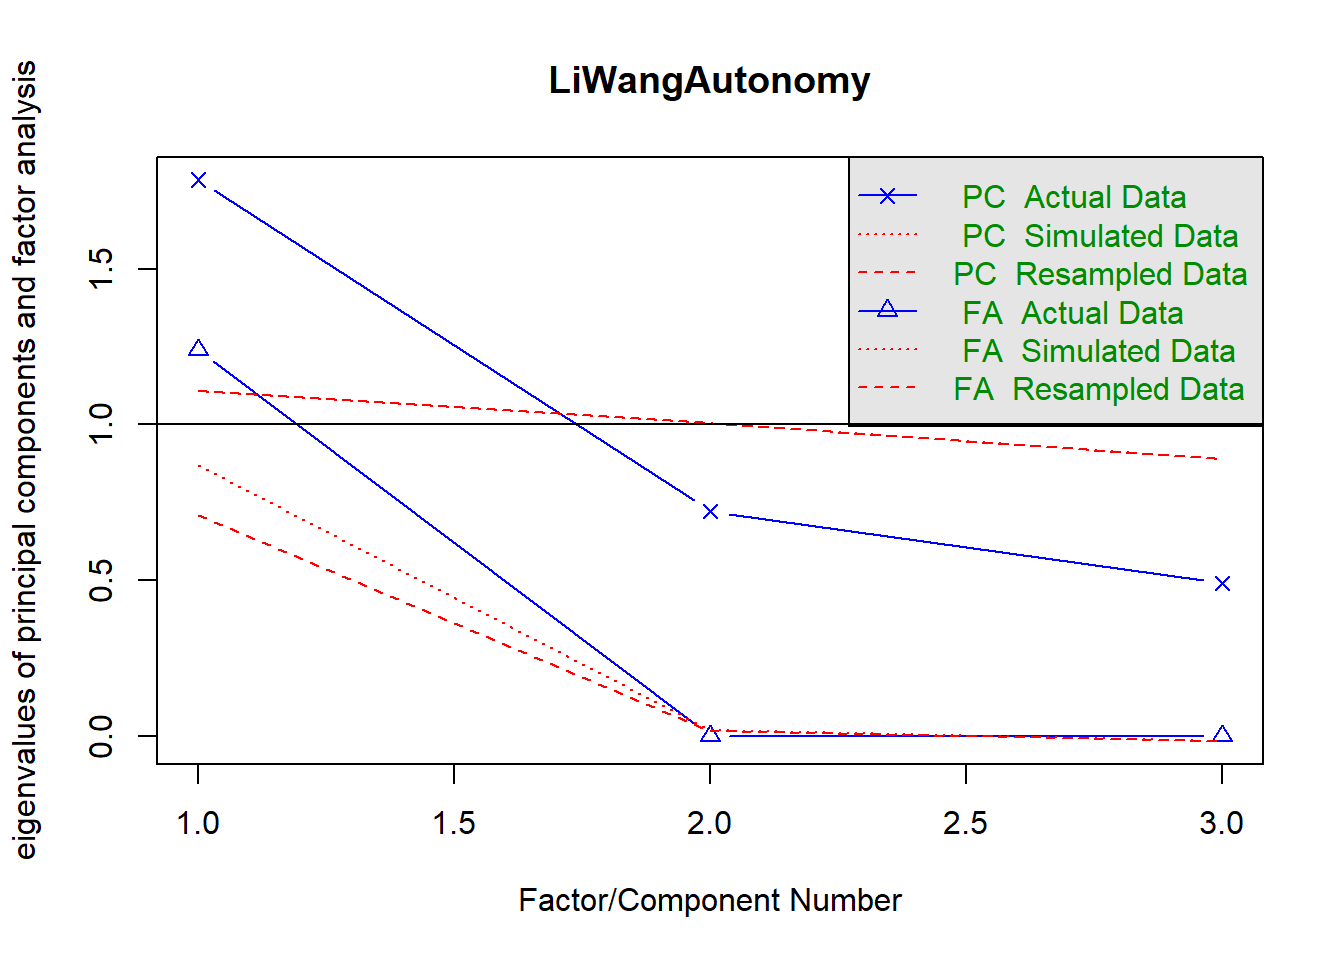 LiWangAutonomy
eigenvalues of principal components and factor analysis
1.5
1.0
0.5
0.0
PC Actual Data
PC Simulated Data
PC Resampled Data
FA Actual Data
FA Simulated Data
FA Resampled Data
1.0 1.5 2.0 2.5 3.0
Factor/Component Number